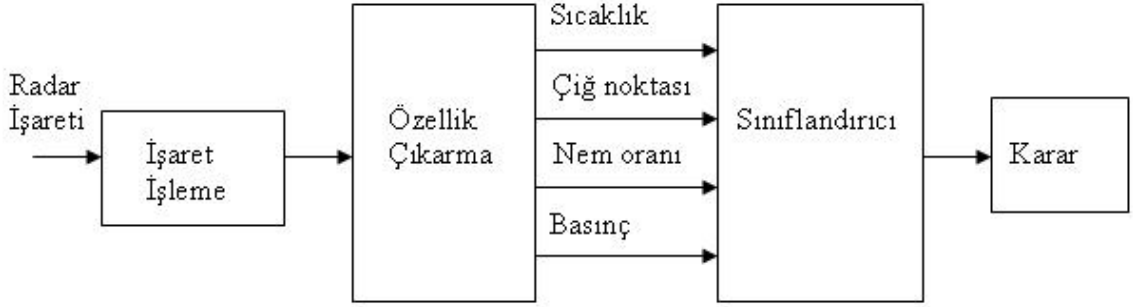 Radar
İşareti
İşaret
İşleme
Özellik
Çıkarma
Sıcaklık
Çiğ noktası
Nem oranı
Basınç
Sınıflandırıcı
Karar